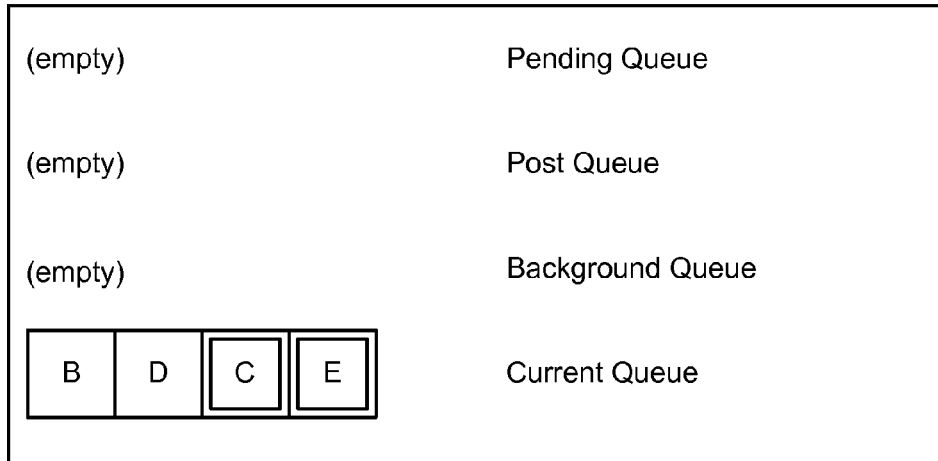 (empty) Pending Queue
(empty) Post Queue
(empty) Background Queue
B D C E Current Queue